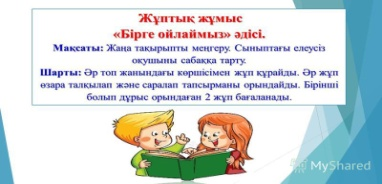 Жұптық жұмыс
«Бірге ойлаймыз» әдісі.
Мақсаты: Жаңа тақырыпты меңгеру. Сыныптағы елеусіз
оқушыны сабаққа тарту.
Шарты: Әр топ жанындағы көршісімен жұп құрайды. Әр жұп
өзара талқылап және саралап тапсырманы орындайды. Бірінші
болып дұрыс орындаған 2 жұп бағаланады.
MyShared